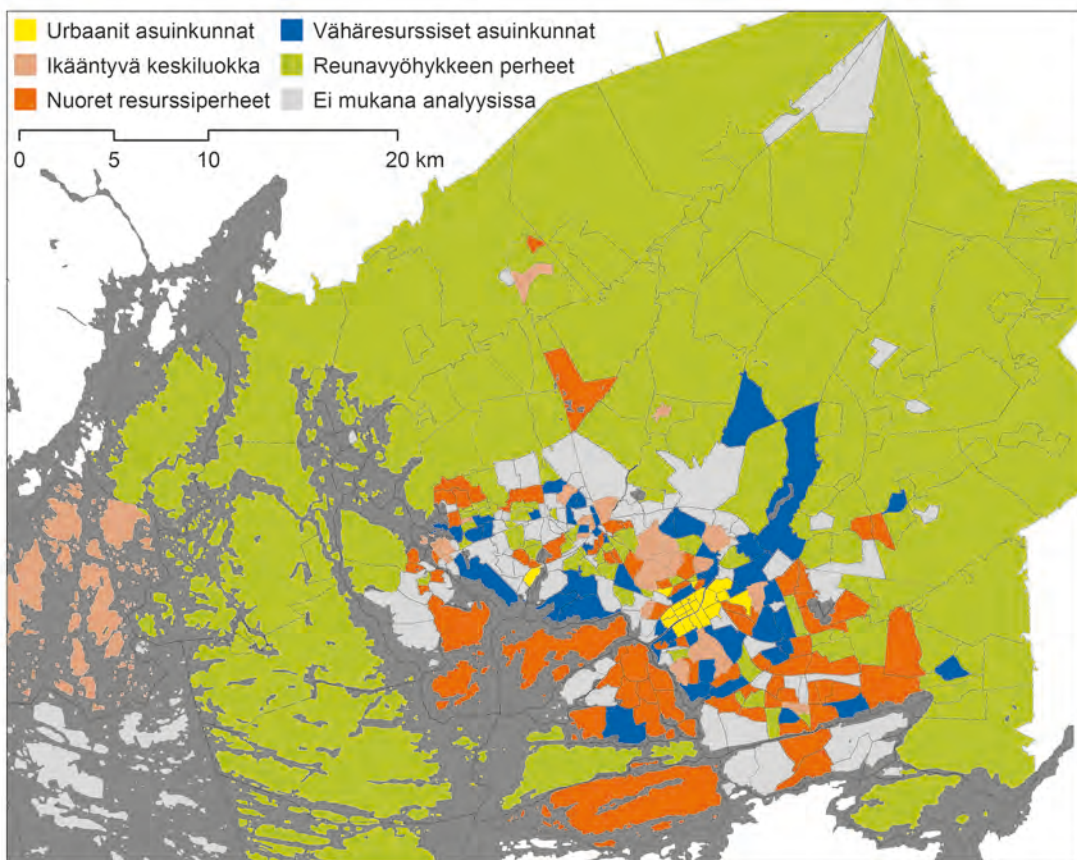 Urbaanit asuinkunnat
Ikääntyvä keskiluokka
Nuoret resurssiperheet
Vähäresurssiset asuinkunnat
Reunavyöhykkeen perheet
Ei mukana analyysissa
0 5 10 20 km